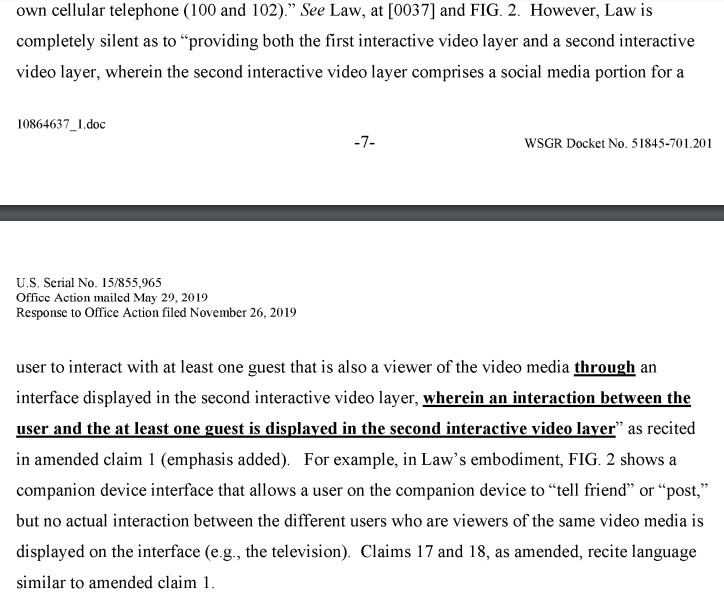 own cellular telephone (100 and 102).” See Law, at [0037] and FIG. 2. However, Law is
completely silent as to “providing both the first interactive video layer and a second interactive
video layer, wherein the second interactive video layer comprises a social media portion for a
10864637_1.doc
-7-
WSGR Docket No. 51845-701.201
U.S. Serial No. 15/855,965
Office Action mailed May 29, 2019
Response to Office Action filed November 26, 2019
user to interact with at least one guest that is also a viewer of the video media through an
interface displayed in the second interactive video layer, wherein an interaction between the
user and the at least one guest is displayed in the second interactive video layer” as recited
in amended claim 1 (emphasis added). For example, in Law’s embodiment, FIG. 2 shows a
companion device interface that allows a user on the companion device to “tell friend” or “post,”
but no actual interaction between the different users who are viewers of the same video media is
displayed on the interface (e.g., the television). Claims 17 and 18, as amended, recite language
similar to amended claim 1.